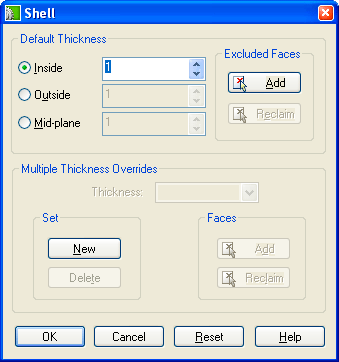 Shell
Default Thickness
Inside 1
Outside 1
Mid-plane 1
Excluded Faces
Add
Reclaim
Multiple Thickness Overrides
Thickness:
Set
New
Delete
Faces
Add
Reclaim
OK Cancel Reset Help